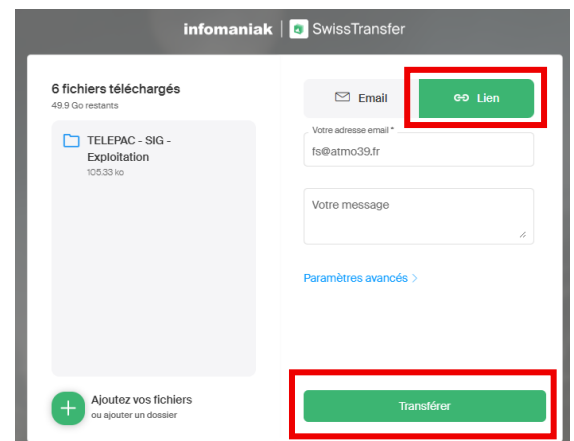 infomaniak | SwissTransfer
6 fichiers téléchargés
49.9 Go restants
TELEPAC - SIG -
Exploitation
105.33 ko
Ajoutez vos fichiers
ou ajouter un dossier
Email
Lien
Votre adresse email *
fs@atmo39.fr
Votre message
Paramètres avancés >
Transférer